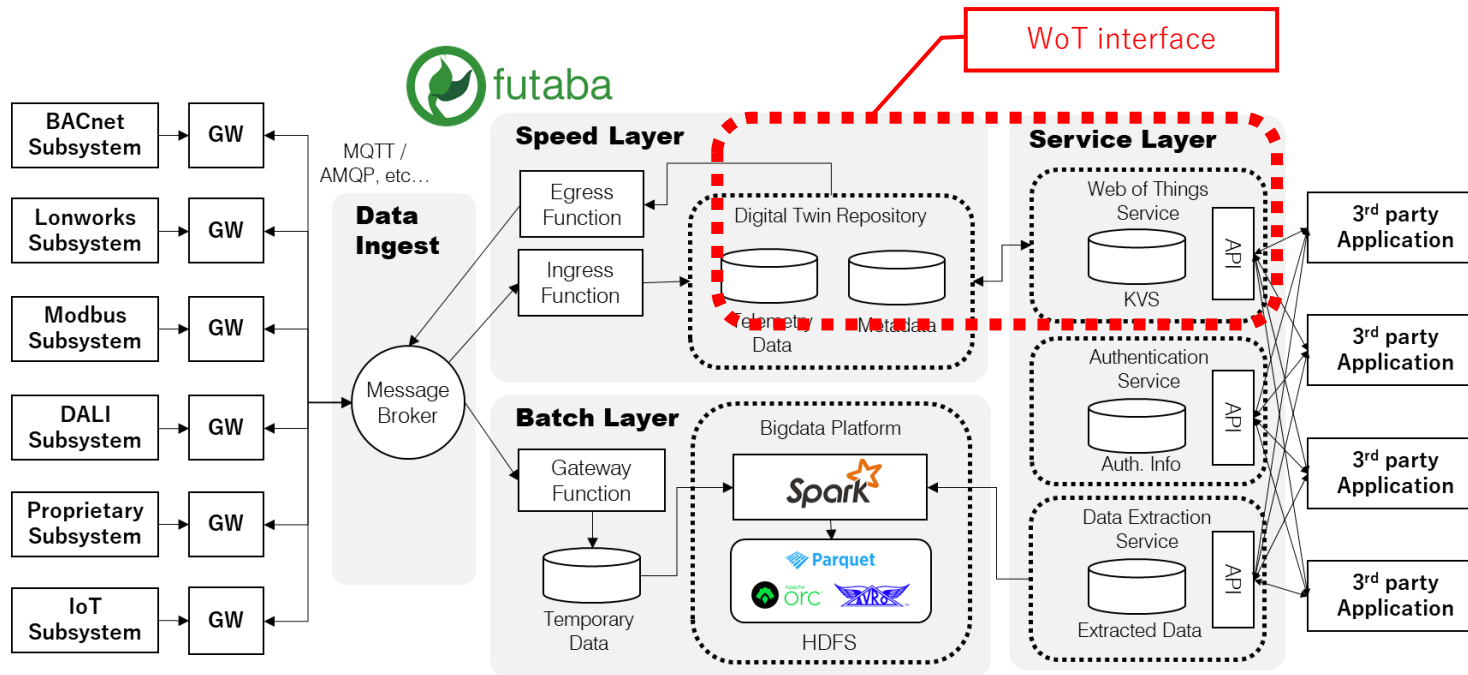 WoT interface
futaba
BACnet
Subsystem
GW
Lonworks
Subsystem
GW
Modbus
Subsystem
GW
DALI
Subsystem
GW
Proprietary
Subsystem
GW
IoT
Subsystem
GW
MQTT /
AMQP, etc...
Data
Ingest
Message
Broker
Speed Layer
Egress
Function
Ingress
Function
Digital Twin Repository
Telemetry
Data
Metadata
Batch Layer
Gateway
Function
Temporary
Data
Bigdata Platform
Spark
Parquet
Apache
orc
AVRO
HDFS
Service Layer
Web of Things
Service
KVS
API
Authentication
Service
Auth. Info
API
Data Extraction
Service
Extracted Data
API
3rd party
Application
3rd party
Application
3rd party
Application
3rd party
Application